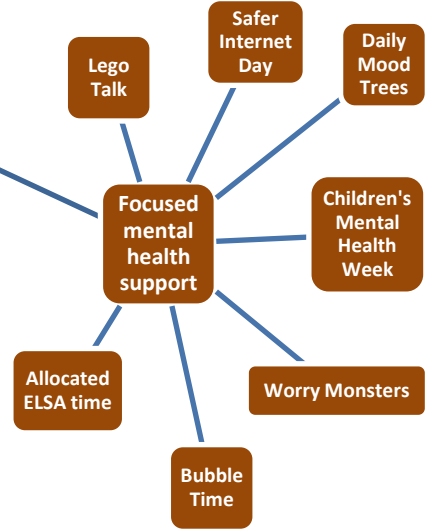 Safer
Internet
Day
Daily
Mood
Trees
Lego
Talk
Focused
mental
health
support
Children's
Mental
Health
Week
Allocated
ELSA time
Worry Monsters
Bubble
Time